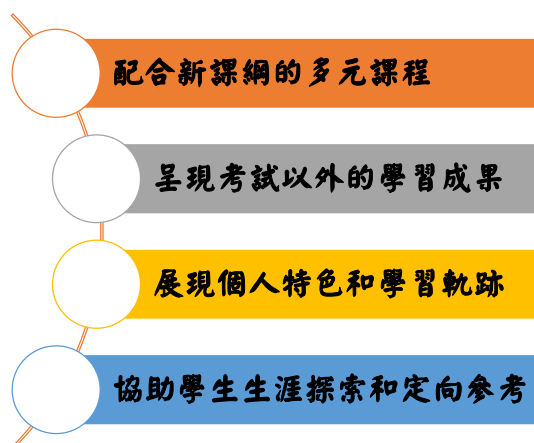 配合新課綱的多元課程
呈現考試以外的學習成果
展現個人特色和學習軌跡
協助學生生涯探索和定向參考